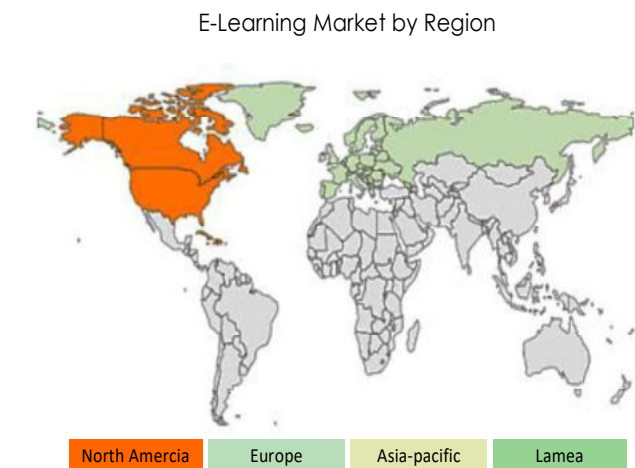 E-Learning Market by Region
North Amercia
Europe
Asia-pacific
Lamea